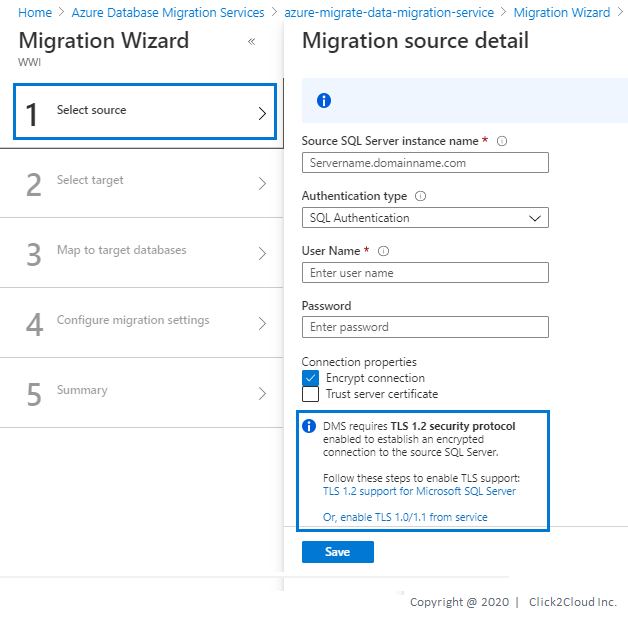 Home > Azure Database Migration Services > azure-migrate-data-migration-service > Migration Wizard >
Migration Wizard «
WWI
1 Select source
2 Select target
3 Map to target databases
4 Configure migration settings
5 Summary
Migration source detail
Source SQL Server instance name *
Servername.domainname.com
Authentication type
SQL Authentication
User Name *
Enter user name
Password
Enter password
Connection properties
Encrypt connection
Trust server certificate
DMS requires TLS 1.2 security protocol
enabled to establish an encrypted
connection to the source SQL Server.
Follow these steps to enable TLS support:
TLS 1.2 support for Microsoft SQL Server
Or, enable TLS 1.0/1.1 from service
Save
Copyright @ 2020 | Click2Cloud Inc.